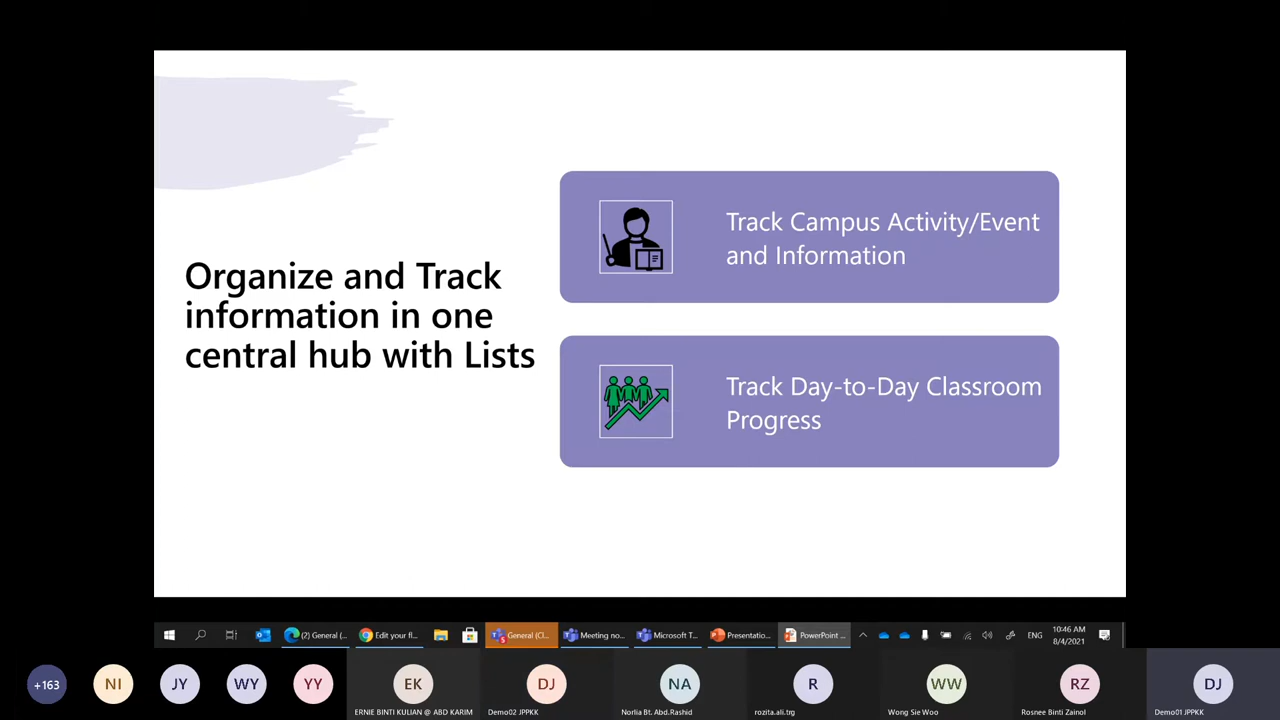 Organize and Track
information in one
central hub with Lists
Track Campus Activity/Event
and Information
Track Day-to-Day Classroom
Progress
(2) General (...
Edit your fl...
General (Cl...
Meeting no...
Microsoft T...
Presentatio...
PowerPoint ...
ENG
10:46 AM
8/4/2021
+163
NI
JY
WY
YY
EK
ERNIE BINTI KULIAN @ ABD KARIM
DJ
Demo02 JPPKK
NA
Norlia Bt. Abd.Rashid
R
rozita.ali.trg
WW
Wong Sie Woo
RZ
Rosnee Binti Zainol
DJ
Demo01 JPPKK